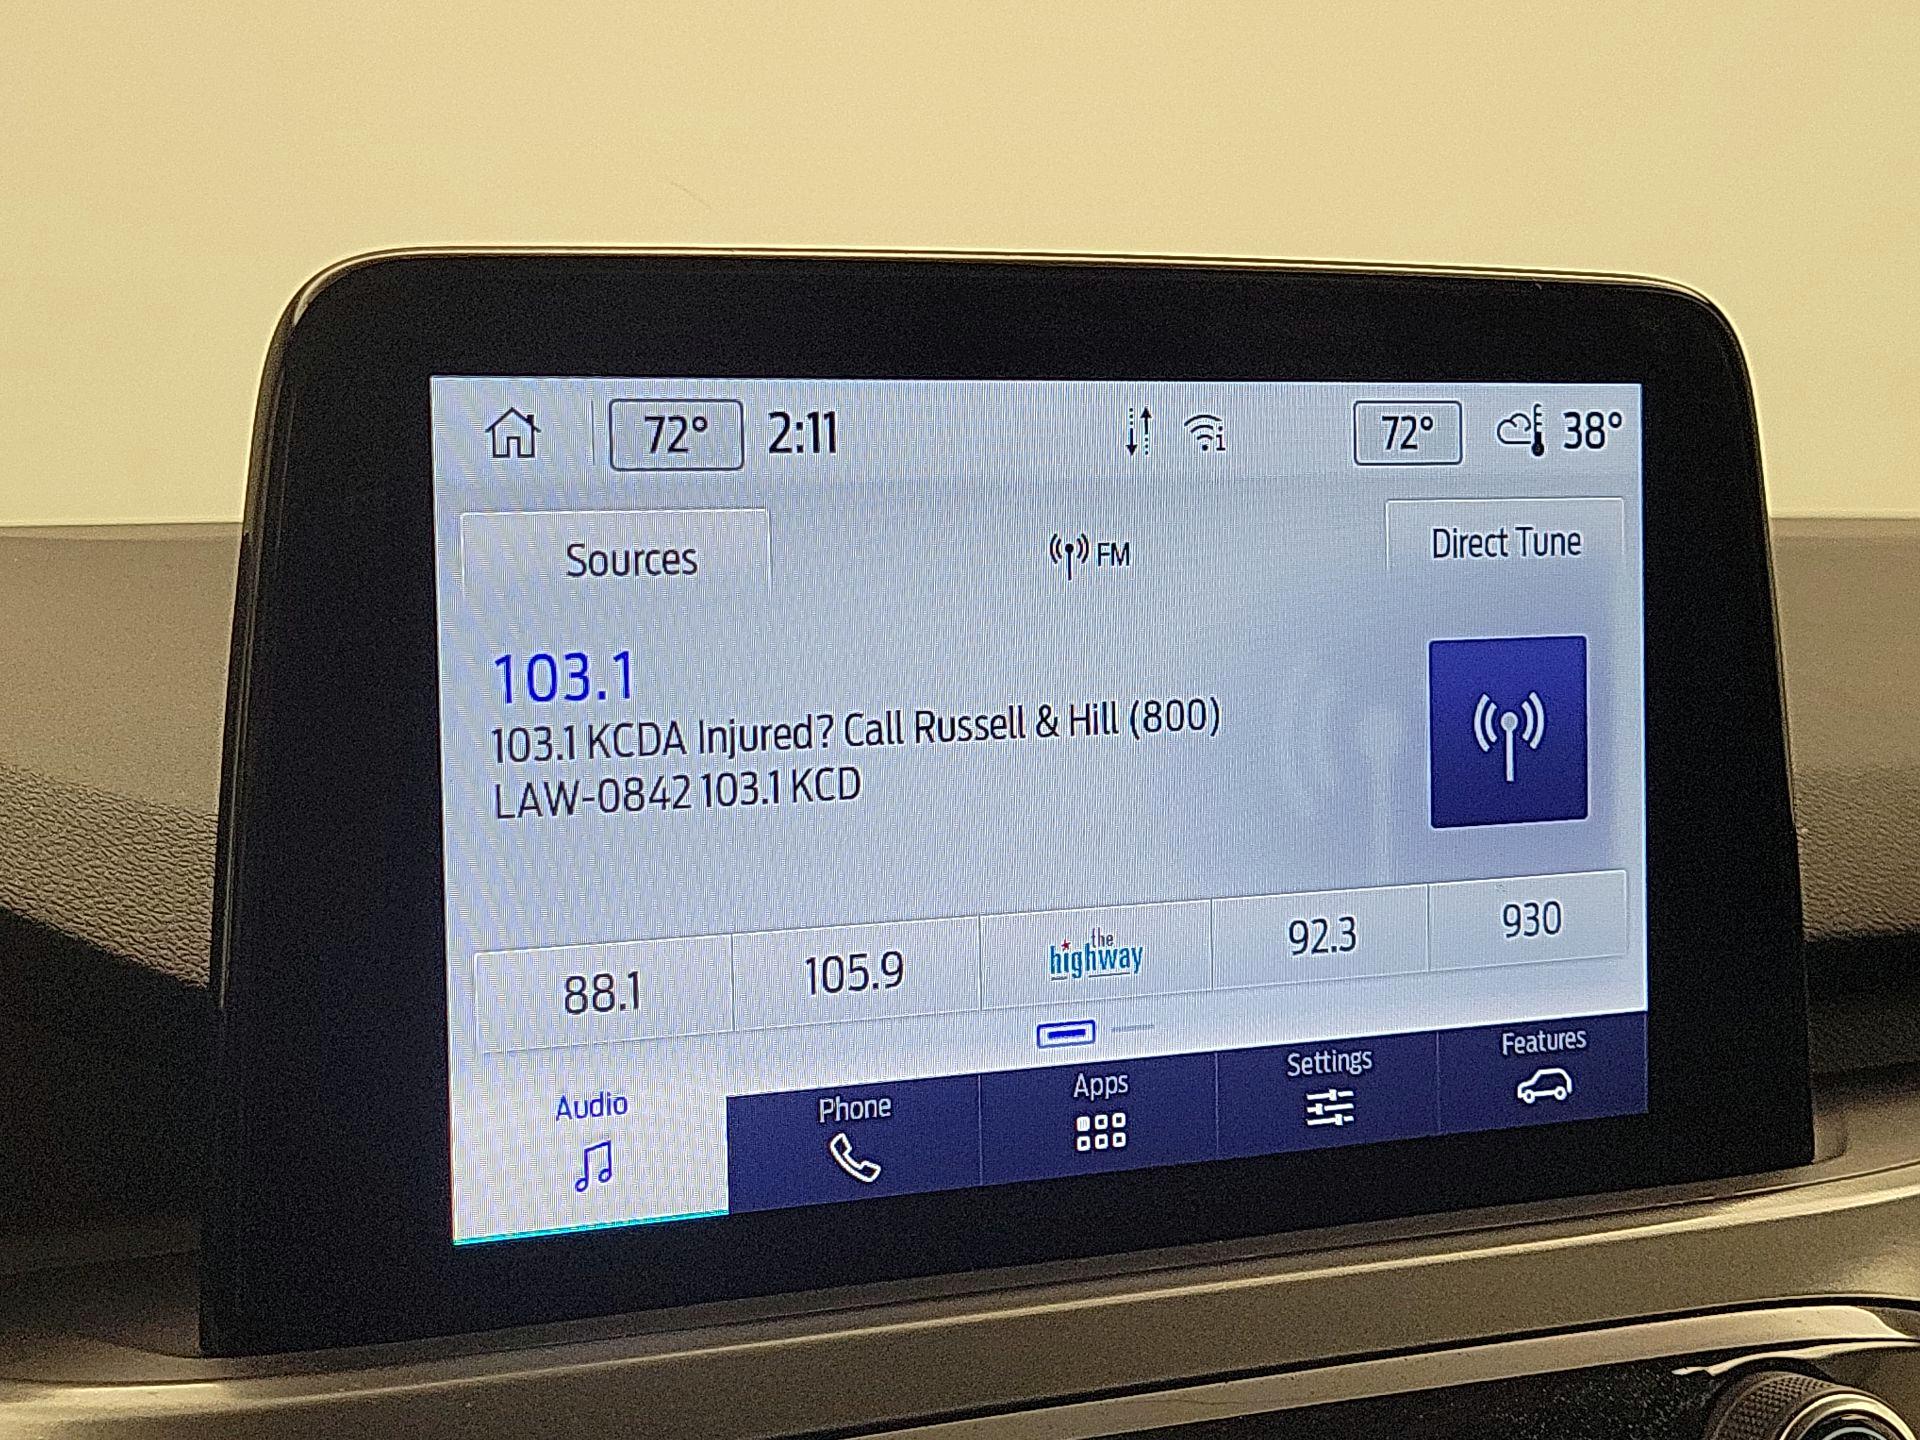 72° 2:11 72° 38°
Sources FM Direct Tune
103.1
103.1 KCDA Injured? Call Russell & Hill (800)
LAW-0842 103.1 KCD
88.1 105.9 the highway 92.3 930
Audio Phone Apps Settings Features